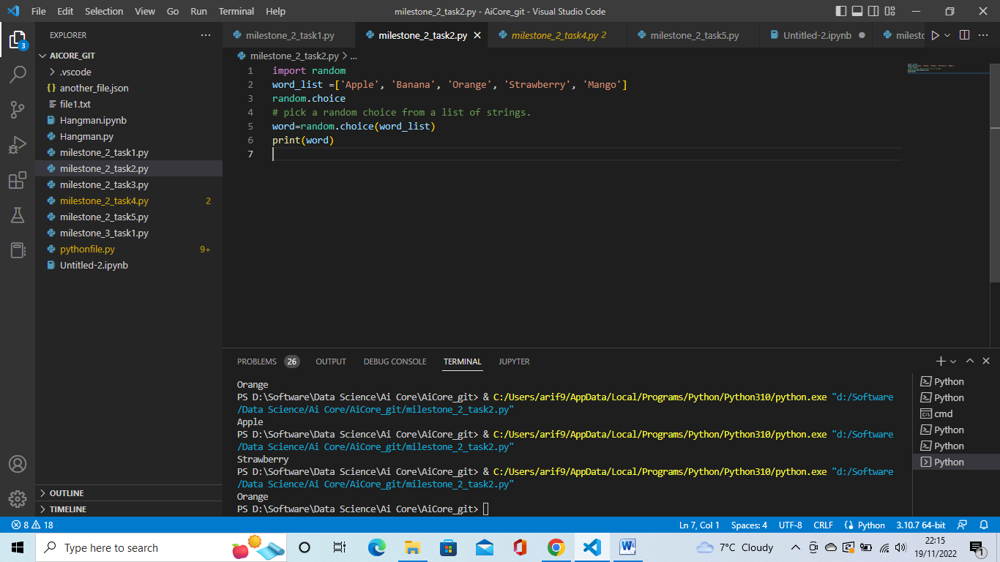 File Edit Selection View Go Run Terminal Help milestone_2_task2.py - AiCore_git - Visual Studio Code
EXPLORER
milestone_2_task1.py milestone_2_task2.py milestone_2_task4.py 2 milestone_2_task5.py Untitled-2.ipynb milesto
3
AICORE_GIT
.vscode
{} another_file.json
file1.txt
Hangman.ipynb
Hangman.py
milestone_2_task1.py
milestone_2_task2.py
milestone_2_task3.py
milestone_2_task4.py 2
milestone_2_task5.py
milestone_3_task1.py
pythonfile.py 9+
Untitled-2.ipynb
OUTLINE
TIMELINE
milestone_2_task2.py > ...
1 import random
2 word_list =['Apple', 'Banana', 'Orange', 'Strawberry', 'Mango']
3 random.choice
4 # pick a random choice from a list of strings.
5 word=random.choice(word_list)
6 print(word)
7
PROBLEMS 26 OUTPUT DEBUG CONSOLE TERMINAL JUPYTER
Orange
PS D:\Software\Data Science\Ai Core\AiCore_git> & C:/Users/arif9/AppData/Local/Programs/Python/Python310/python.exe "d:/Software
/Data Science/Ai Core/AiCore_git/milestone_2_task2.py"
Apple
PS D:\Software\Data Science\Ai Core\AiCore_git> & C:/Users/arif9/AppData/Local/Programs/Python/Python310/python.exe "d:/Software
/Data Science/Ai Core/AiCore_git/milestone_2_task2.py"
Strawberry
PS D:\Software\Data Science\Ai Core\AiCore_git> & C:/Users/arif9/AppData/Local/Programs/Python/Python310/python.exe "d:/Software
/Data Science/Ai Core/AiCore_git/milestone_2_task2.py"
Orange
PS D:\Software\Data Science\Ai Core\AiCore_git>
Python
Python
cmd
Python
Python
Python
8 18 Ln 7, Col 1 Spaces: 4 UTF-8 CRLF Python 3.10.7 64-bit
Type here to search
7°C Cloudy
22:15
19/11/2022
1